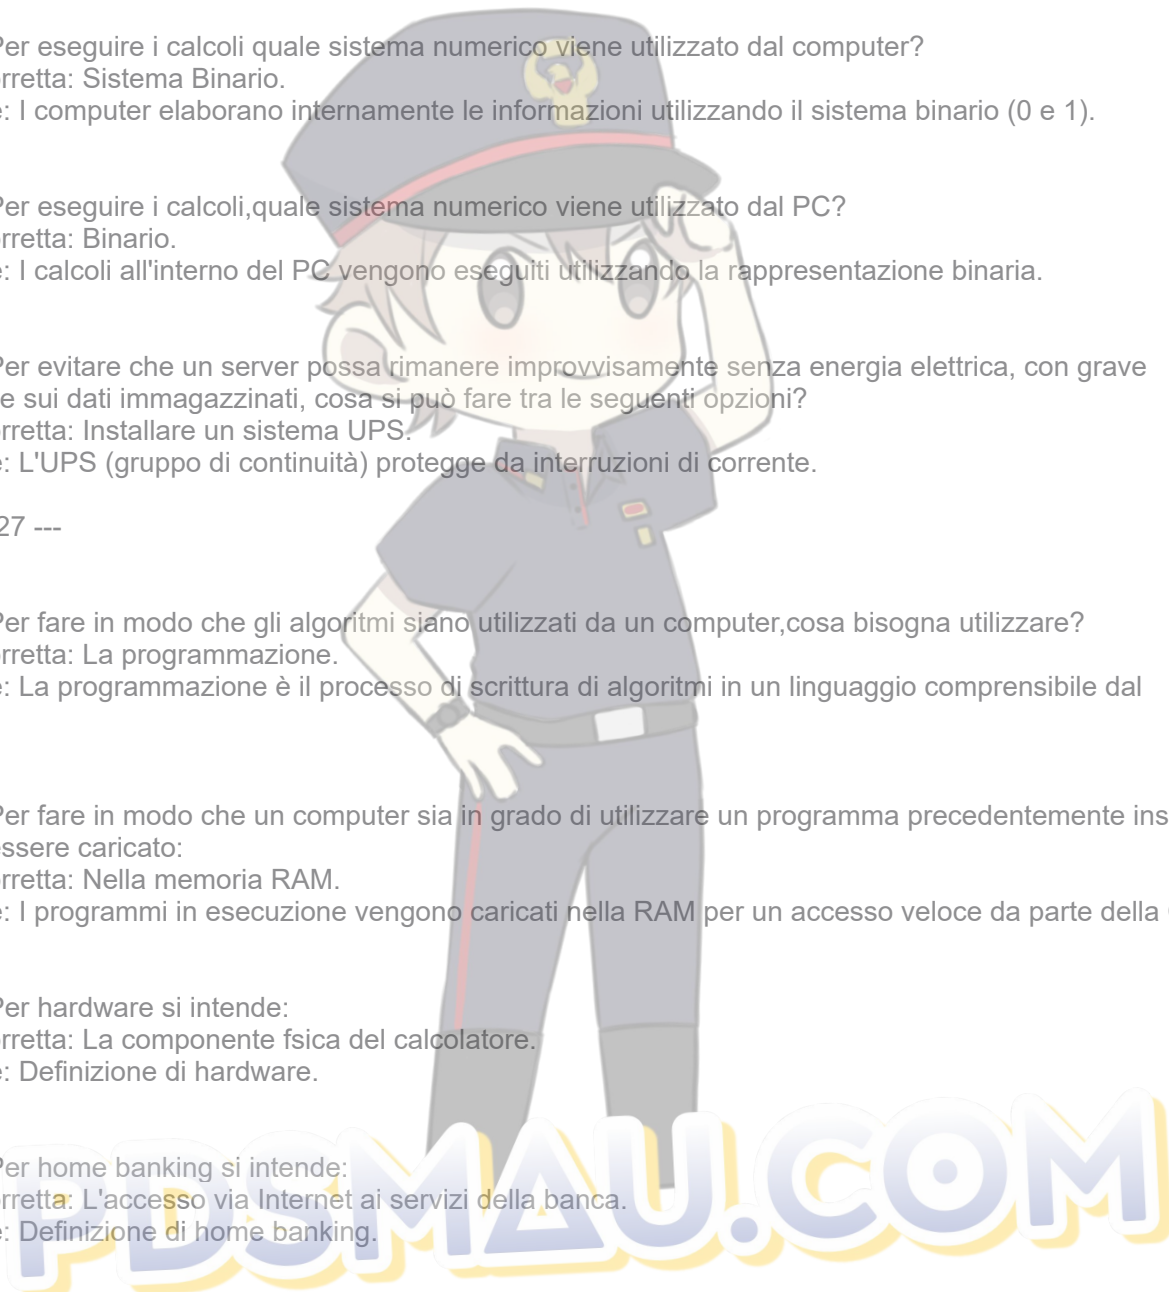 Per eseguire i calcoli quale sistema numerico viene utilizzato dal computer?
rretta: Sistema Binario.
e: I computer elaborano internamente le informazioni utilizzando il sistema binario (0 e 1).
Per eseguire i calcoli,quale sistema numerico viene utilizzato dal PC?
rretta: Binario.
e: I calcoli all'interno del PC vengono eseguiti utilizzando la rappresentazione binaria.
Per evitare che un server possa rimanere improvvisamente senza energia elettrica, con grave
e sui dati immagazzinati, cosa si può fare tra le seguenti opzioni?
rretta: Installare un sistema UPS.
e: L'UPS (gruppo di continuità) protegge da interruzioni di corrente.
27 ---
Per fare in modo che gli algoritmi siano utilizzati da un computer,cosa bisogna utilizzare?
rretta: La programmazione.
e: La programmazione è il processo di scrittura di algoritmi in un linguaggio comprensibile dal
Per fare in modo che un computer sia in grado di utilizzare un programma precedentemente ins
essere caricato:
rretta: Nella memoria RAM.
e: I programmi in esecuzione vengono caricati nella RAM per un accesso veloce da parte della
Per hardware si intende:
rretta: La componente fsica del calcolatore.
e: Definizione di hardware.
Per home banking si intende:
rretta: L'accesso via Internet ai servizi della banca.
e: Definizione di home banking.
PDSMAU.COM